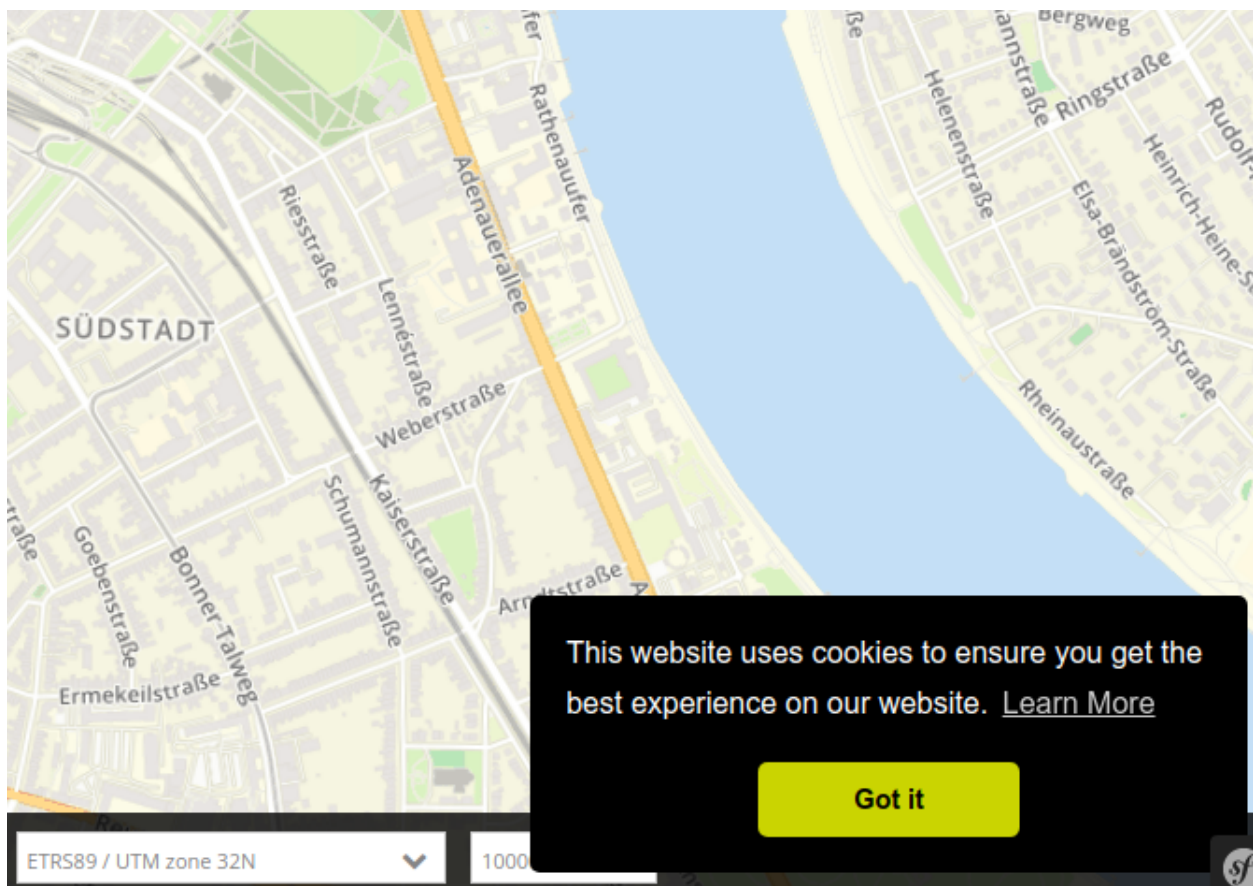 Bergweg
Ringstraße
Helenenstraße
Heinrich-Heine-S
Rathenauufer
Adenauerallee
Riesstraße
Elsa-Brändström-Straße
Lennéstraße
SÜDSTADT
Weberstraße
Rheinaustraße
Kaiserstraße
Schumannstraße
Goebenstraße
Bonner Talweg
Arndtstraße
Ermekeilstraße
This website uses cookies to ensure you get the
best experience on our website. Learn More
Got it
ETRS89 / UTM zone 32N
sf